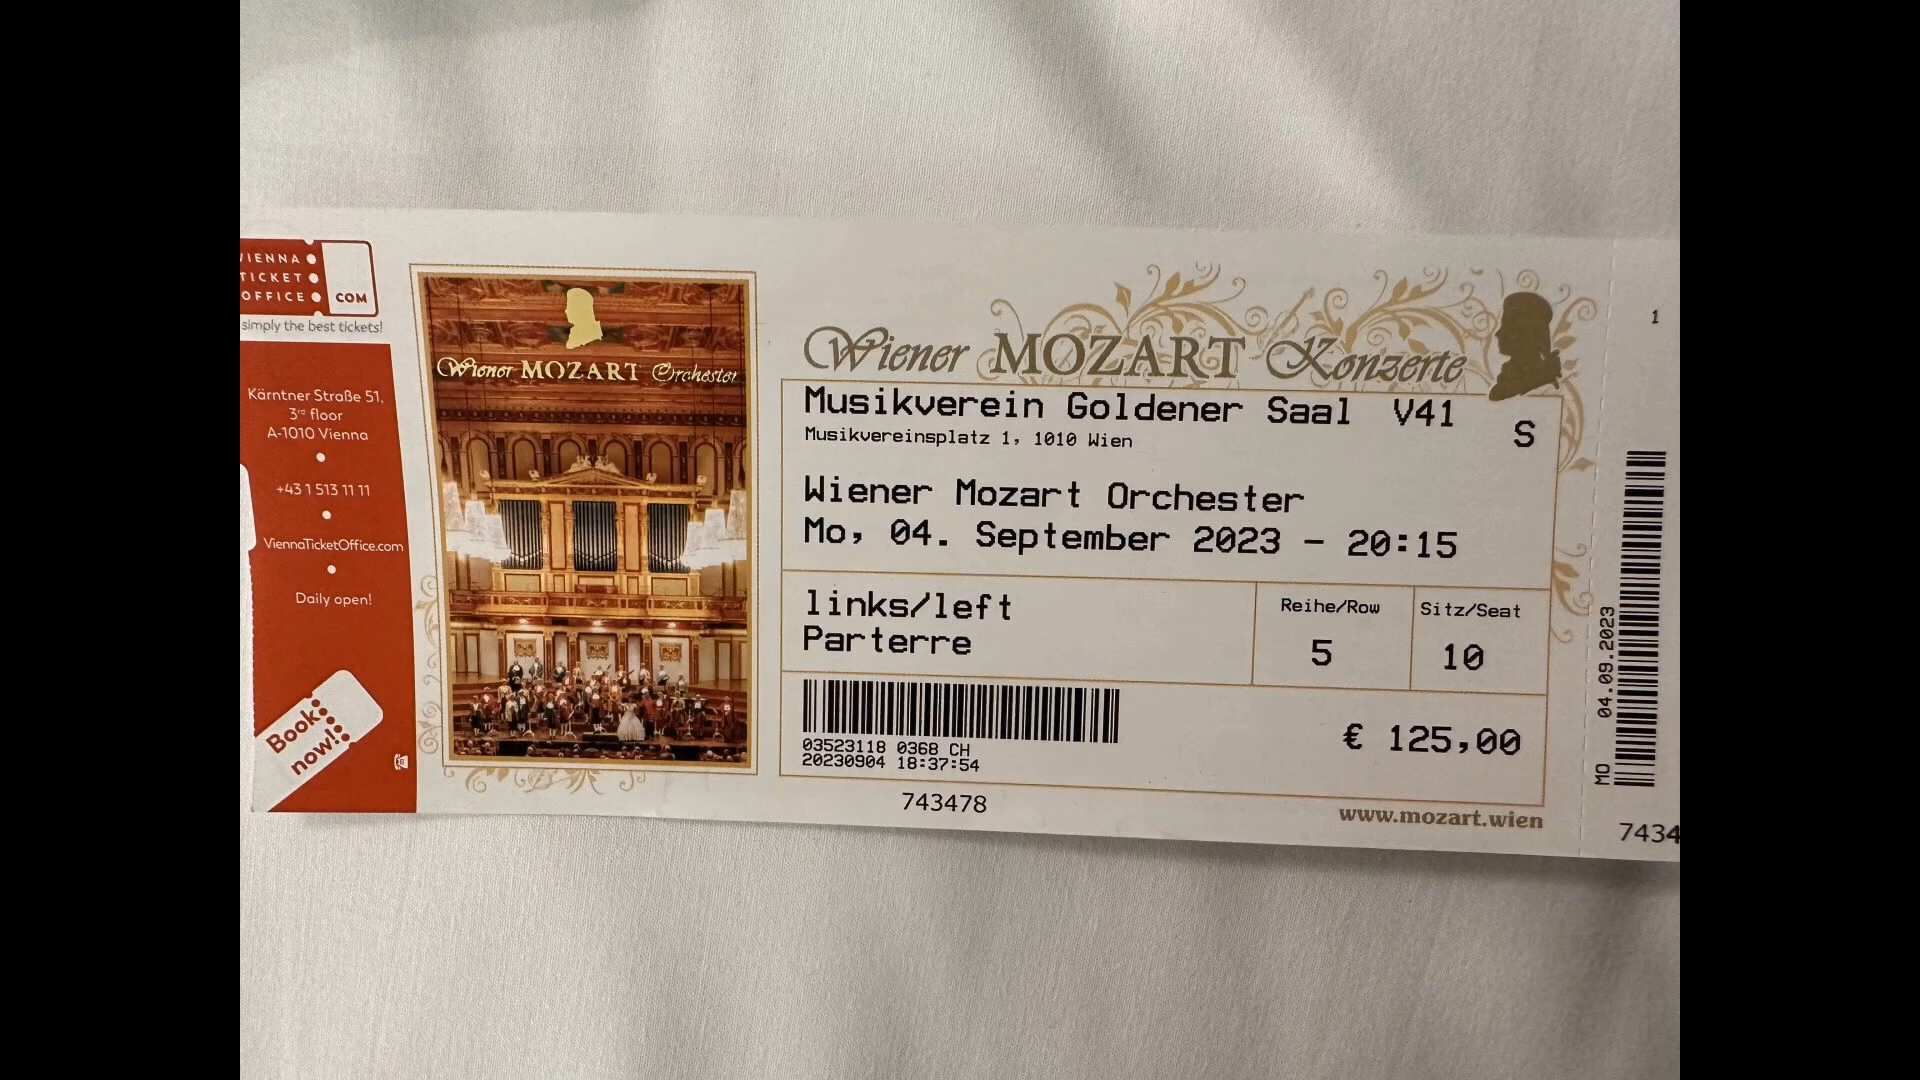 VIENNA
TICKET
OFFICE COM
simply the best tickets!
Kärntner Straße 51,
3rd floor
A-1010 Vienna
+43 1 513 11 11
ViennaTicketOffice.com
Daily open!
Book
now!
Wiener MOZART Orchester
Wiener MOZART Konzerte
Musikverein Goldener Saal V41
S
Musikvereinsplatz 1, 1010 Wien
Wiener Mozart Orchester
Mo, 04. September 2023 - 20:15
links/left
Parterre
Reihe/Row
5
Sitz/Seat
10
03523118 0368 CH
20230904 18:37:54
€ 125,00
743478
www.mozart.wien
1
MO 04.09.2023
7434